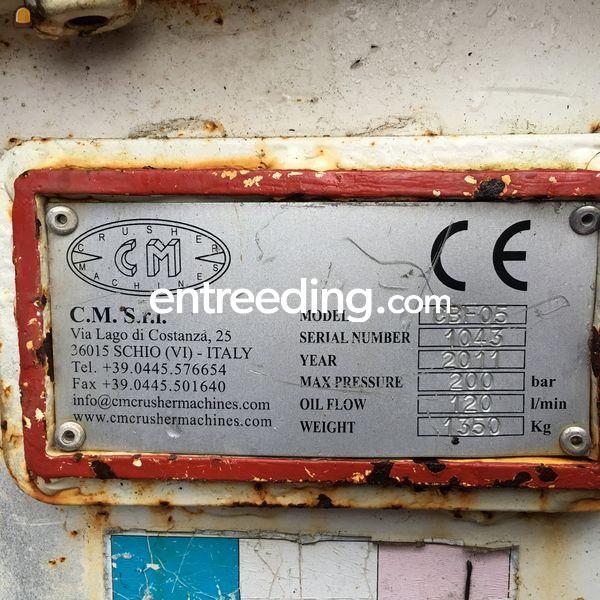 CRUSHER
CM
MACHINES
CE
entreeding.com
C.M. S.r.l.
Via Lago di Costanza, 25
36015 SCHIO (VI) - ITALY
Tel. +39.0445.576654
Fax +39.0445.501640
info@cmcrushermachines.com
www.cmcrushermachines.com
MODEL CBF05
SERIAL NUMBER 1043
YEAR 2011
MAX PRESSURE 200 bar
OIL FLOW 120 l/min
WEIGHT 1350 Kg